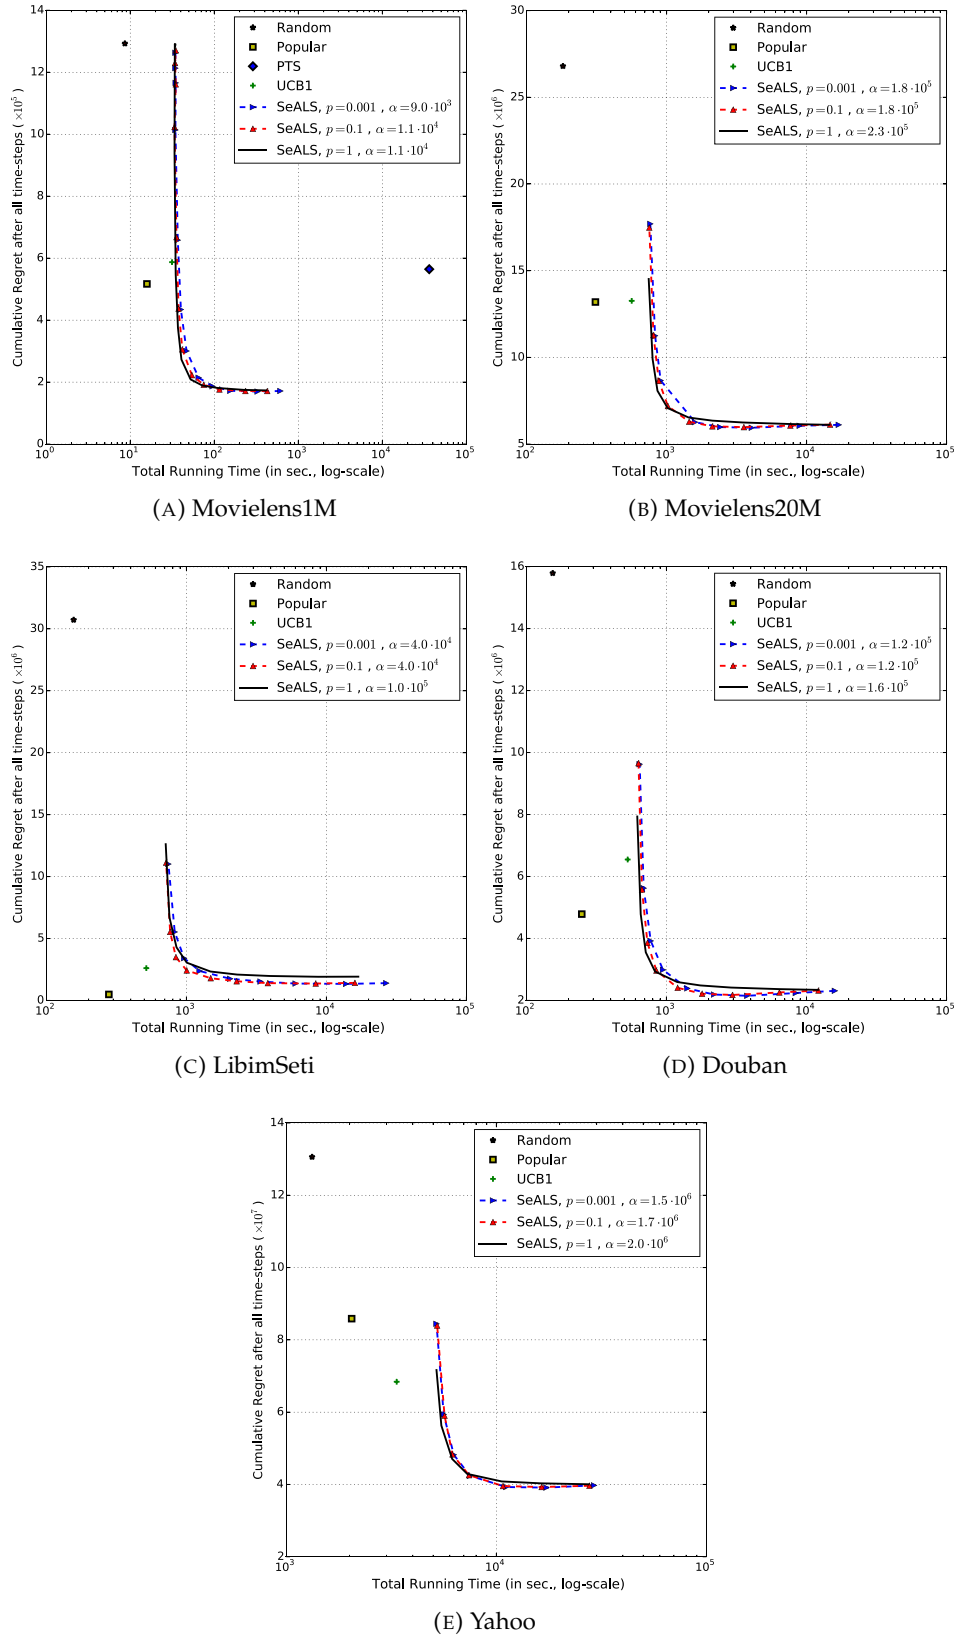 14
12
10
8
6
4
2
0
10^0
10^1
10^2
10^3
10^4
10^5
Cumulative Regret after all time-steps ( ×10^5)
Total Running Time (in sec., log-scale)
Random
Popular
PTS
UCB1
SeALS, p=0.001 , α=9.0·10^3
SeALS, p=0.1 , α=1.1·10^4
SeALS, p=1 , α=1.1·10^4
(A) Movielens1M
30
26
22
17
13
9
5
10^2
10^3
10^4
10^5
Cumulative Regret after all time-steps ( ×10^6)
Total Running Time (in sec., log-scale)
Random
Popular
UCB1
SeALS, p=0.001 , α=1.8·10^5
SeALS, p=0.1 , α=1.8·10^5
SeALS, p=1 , α=2.3·10^5
(B) Movielens20M
35
30
25
20
15
10
5
0
10^2
10^3
10^4
10^5
Cumulative Regret after all time-steps ( ×10^6)
Total Running Time (in sec., log-scale)
Random
Popular
UCB1
SeALS, p=0.001 , α=4.0·10^4
SeALS, p=0.1 , α=4.0·10^4
SeALS, p=1 , α=1.0·10^5
(C) LibimSeti
16
14
12
10
8
6
4
2
10^2
10^3
10^4
10^5
Cumulative Regret after all time-steps ( ×10^6)
Total Running Time (in sec., log-scale)
Random
Popular
UCB1
SeALS, p=0.001 , α=1.2·10^5
SeALS, p=0.1 , α=1.2·10^5
SeALS, p=1 , α=1.6·10^5
(D) Douban
14
12
10
8
6
4
2
10^3
10^4
10^5
Cumulative Regret after all time-steps ( ×10^7)
Total Running Time (in sec., log-scale)
Random
Popular
UCB1
SeALS, p=0.001 , α=1.5·10^6
SeALS, p=0.1 , α=1.7·10^6
SeALS, p=1 , α=2.0·10^6
(E) Yahoo